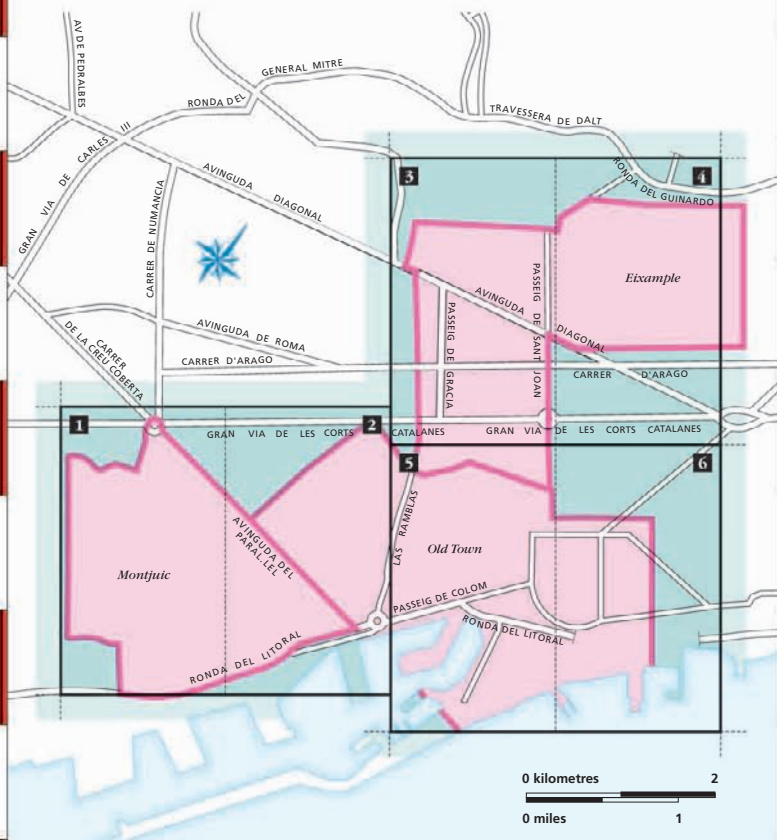 AV DE PEDRALBES
GENERAL MITRE
RONDA DEL
TRAVESSERA DE DALT
GRAN VIA DE CARLES III
3
4
RONDA DEL GUINARDO
AVINGUDA DIAGONAL
CARRER DE NUMANCIA
PASSEIG DE SANT JOAN
Eixample
AVINGUDA DIAGONAL
PASSEIG DE GRACIA
AVINGUDA DE ROMA
CARRER
DE LA CREU COBERTA
CARRER D'ARAGO
CARRER D'ARAGO
1
2
GRAN VIA DE LES CORTS CATALANES
GRAN VIA DE LES CORTS CATALANES
5
6
LAS RAMBLAS
AVINGUDA DEL
PARAL.LEL
Old Town
Montjuic
PASSEIG DE COLOM
RONDA DEL LITORAL
RONDA DEL LITORAL
0 kilometres 2
0 miles 1